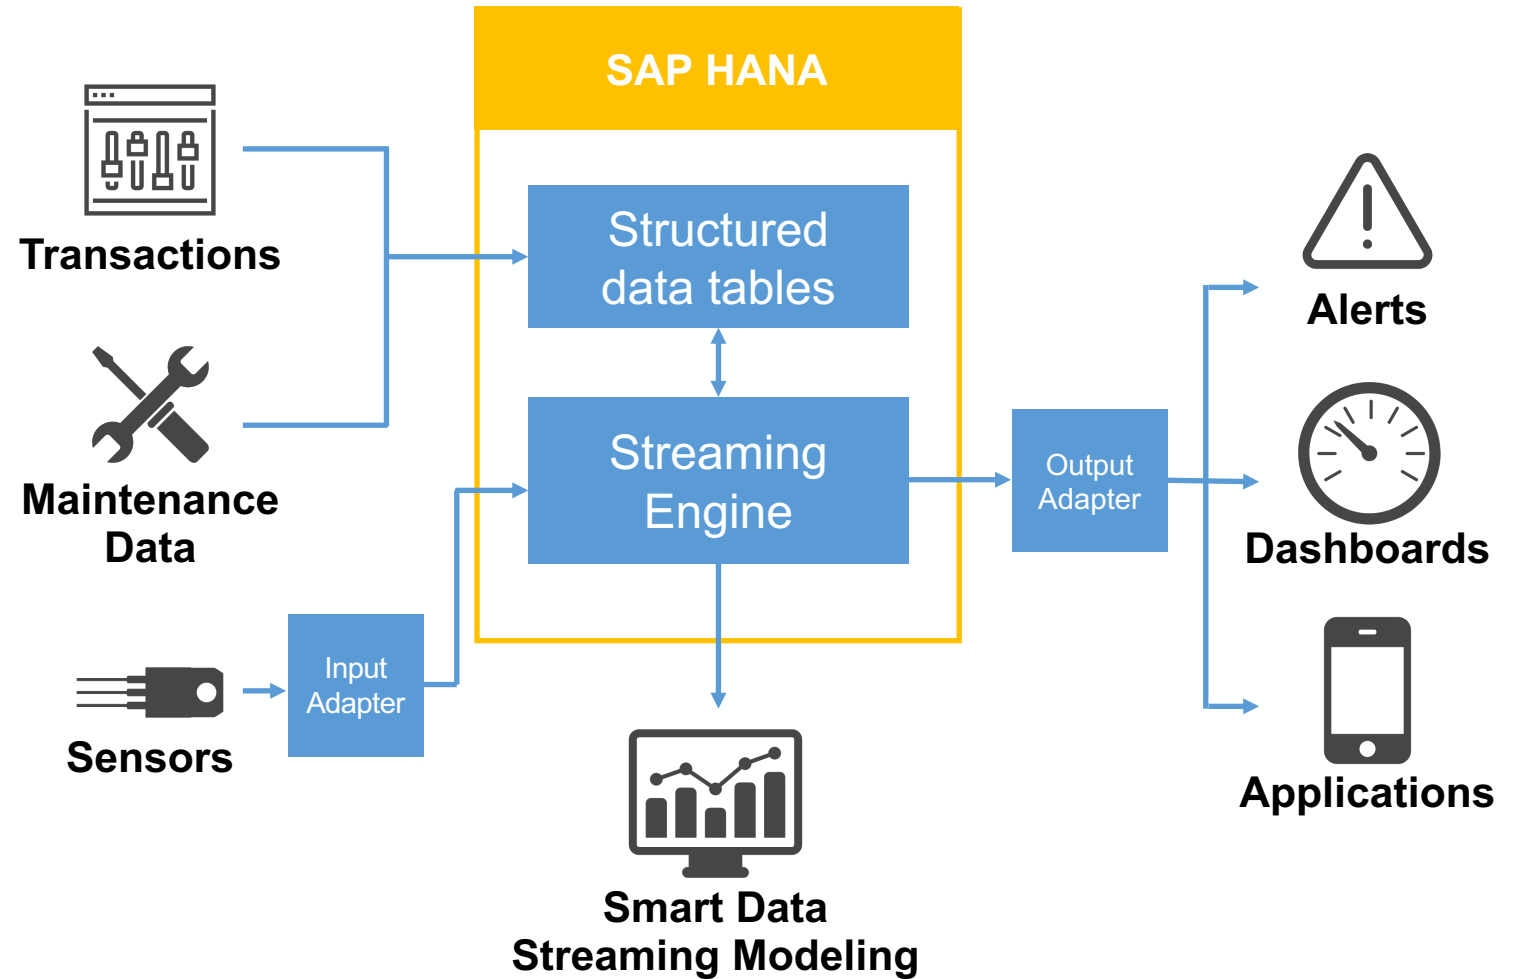 SAP HANA
Transactions
Structured
data tables
Alerts
Maintenance
Data
Streaming
Engine
Output
Adapter
Dashboards
Input
Adapter
Sensors
Applications
Smart Data
Streaming Modeling